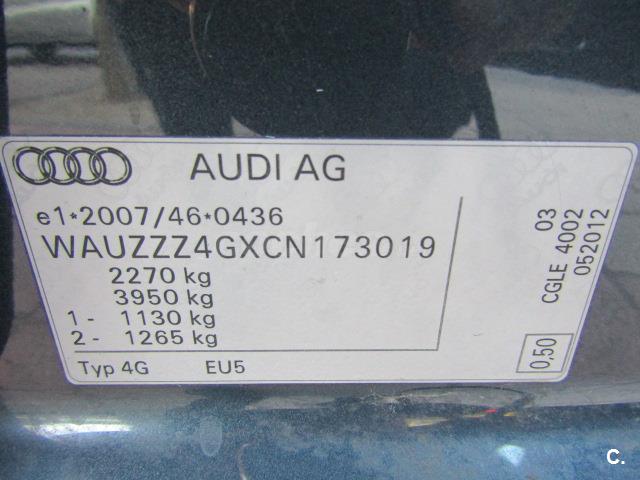 AUDI AG
e1*2007/46*0436
WAUZZZ4GXCN173019
2270 kg
3950 kg
1 - 1130 kg
2 - 1265 kg
Typ 4G EU5
03
CGLE 4002
052012
0,50
C.